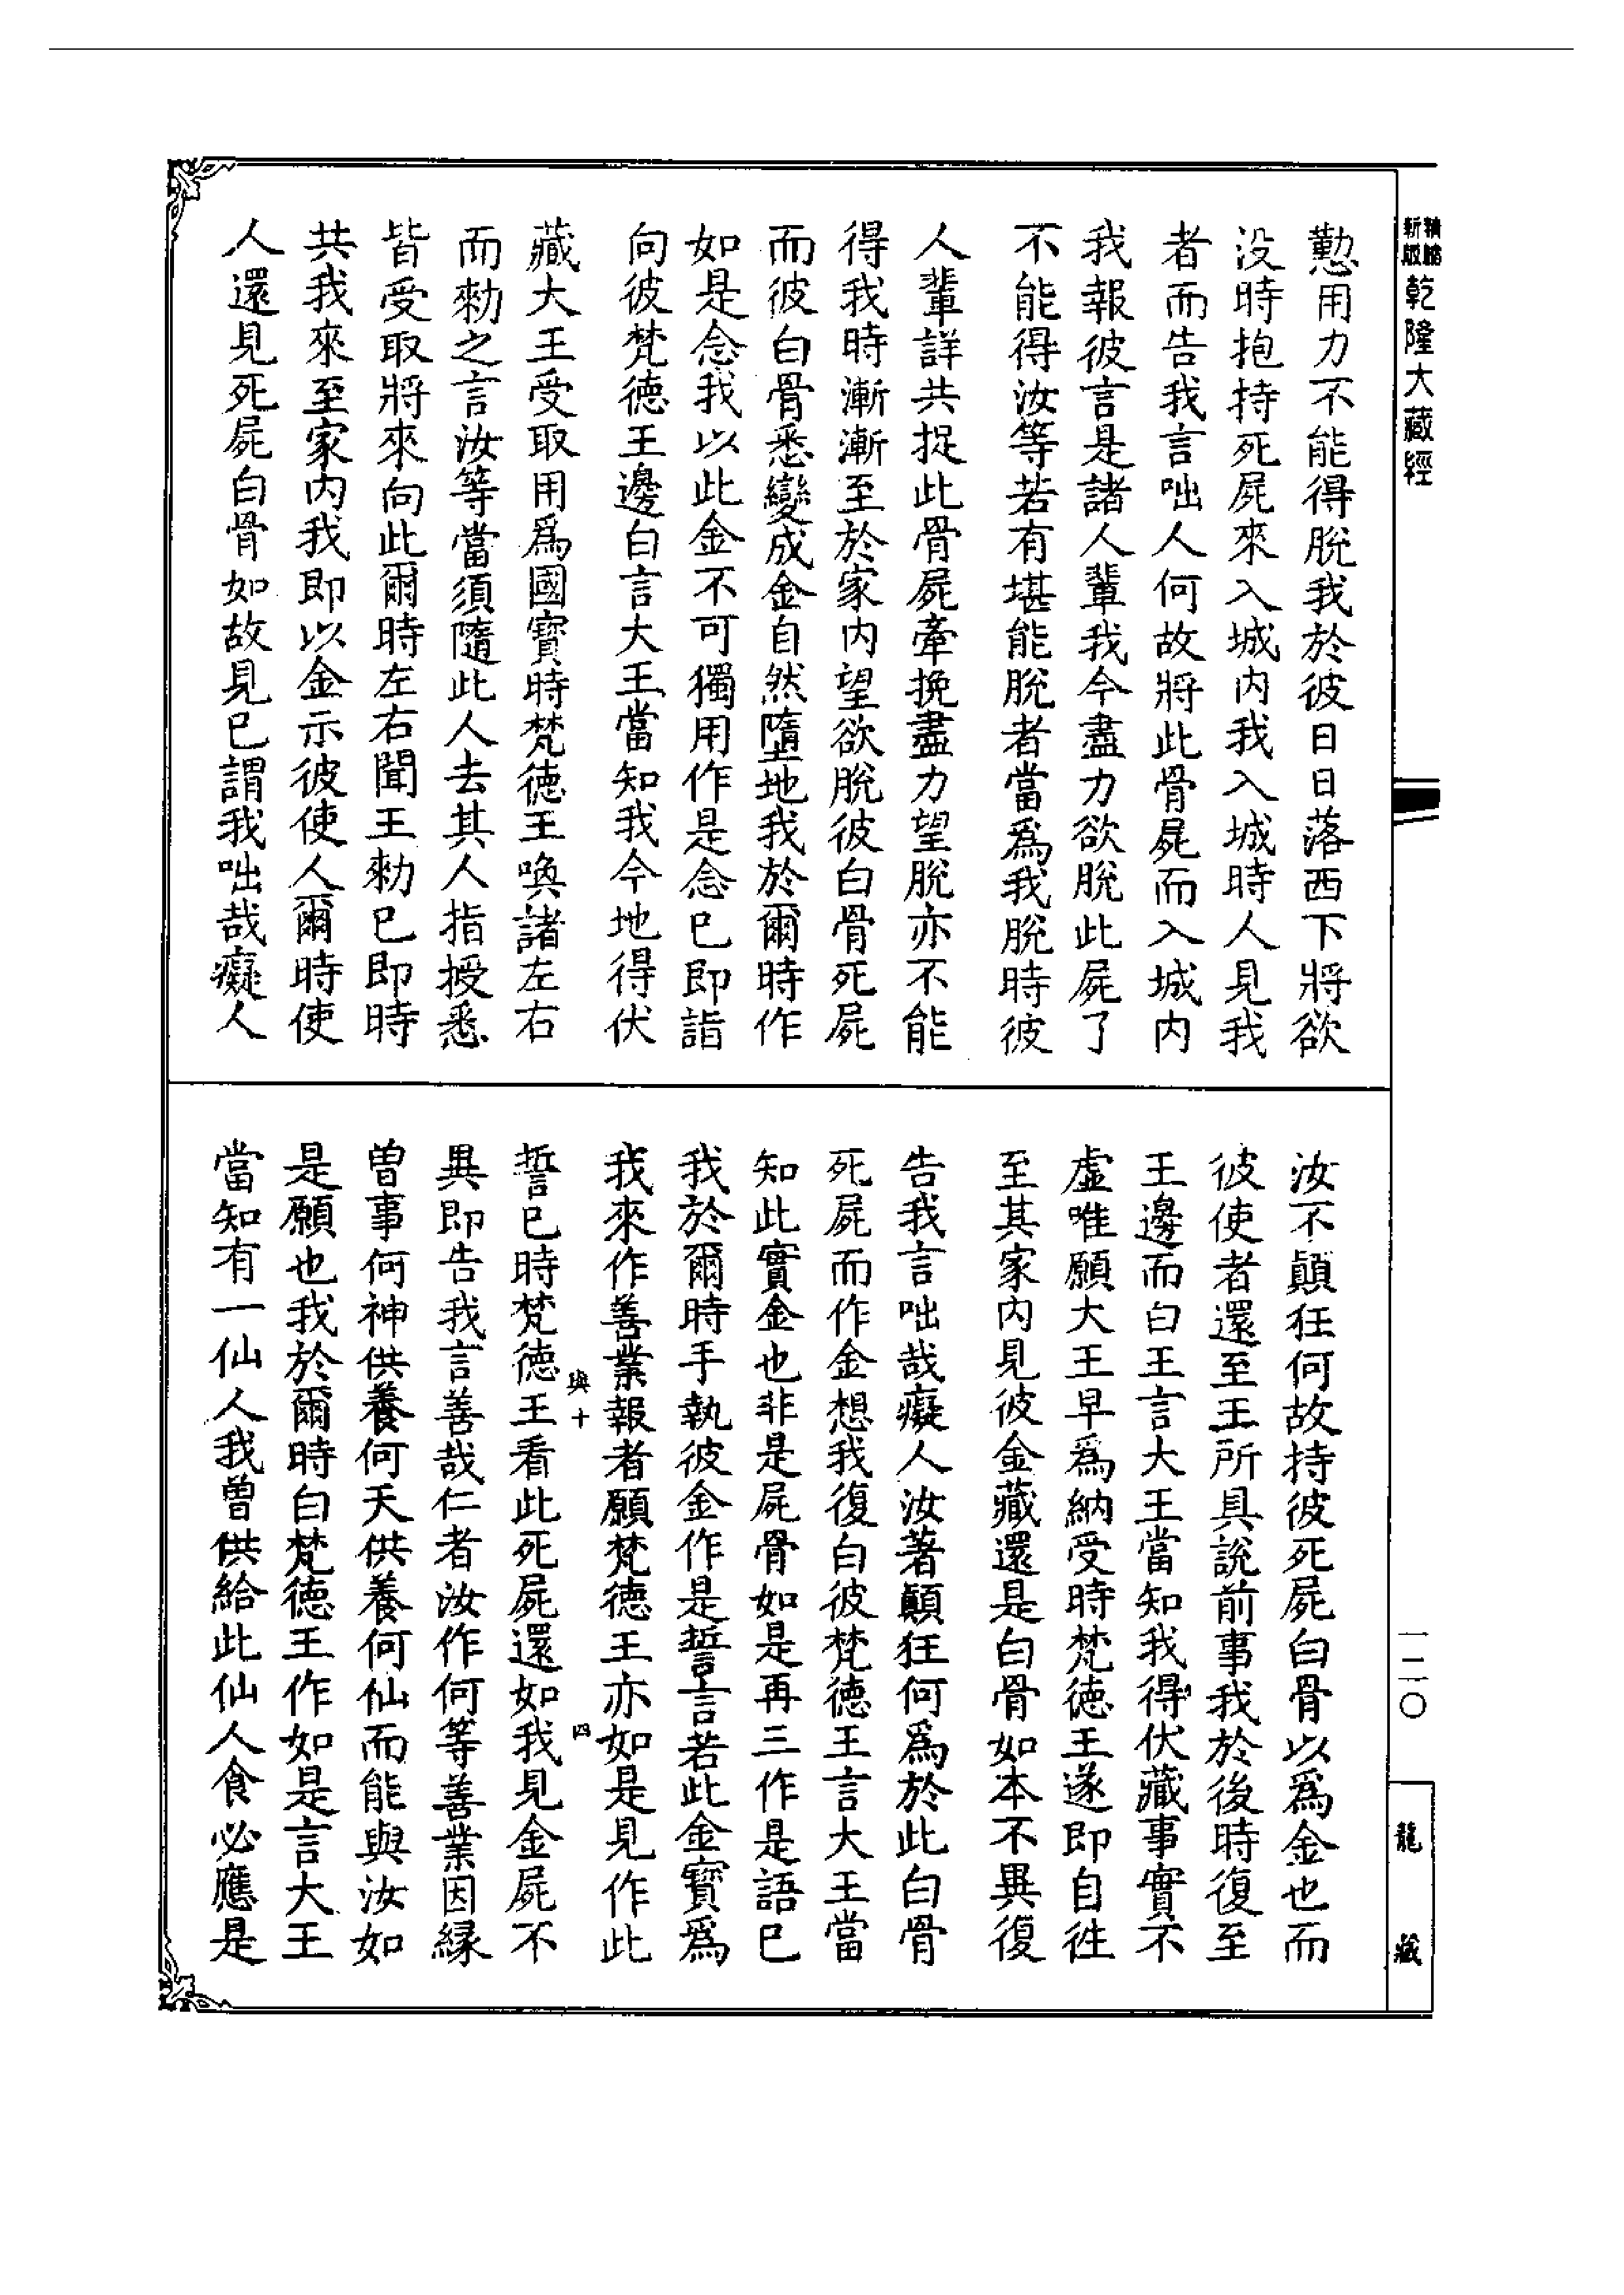 乾隆大藏經
懃用力不能得脫我於彼日日落西下將欲
没時抱持死屍來入城内我入城時人見我
者而告我言咄人何故將此骨屍而入城内
我報彼言是諸人輩我今盡力欲脫此屍了
不能得汝等若有堪能脫者當爲我脫時彼
人輩詳共捉此骨屍牽挽盡力望脫亦不能
得我時漸漸至於家内望欲脫彼白骨死屍
而彼白骨悉變成金自然墮地我於爾時作
如是念我以此金不可獨用作是念已即詣
向彼梵德王邊白言大王當知我今地得伏
藏大王受取用爲國寶時梵德王喚諸左右
而勑之言汝等當須隨此人去其人指授悉
皆受取將來向此爾時左右聞王勑已即時
共我來至家内我即以金示彼使人爾時使
人還見死屍白骨如故見已謂我咄哉癡人
汝不顛狂何故持彼死屍白骨以爲金也而
彼使者還至王所具說前事我於後時復至
王邊而白王言大王當知我得伏藏事實不
虛唯願大王早爲納受時梵德王遂即自往
至其家内見彼金藏還是白骨如本不異復
告我言咄哉癡人汝著顛狂何爲於此白骨
死屍而作金想我復白彼梵德王言大王當
知此實金也非是屍骨如是再三作是語已
我於爾時手執彼金作是誓言若此金寶爲
我來作善業報者願梵德王亦如是見作此
與十 四
誓已時梵德王看此死屍還如我見金屍不
異即告我言善哉仁者汝作何等善業因緣
曾事何神供養何天供養何仙而能與汝如
是願也我於爾時白梵德王作如是言大王
當知有一仙人我曾供給此仙人食必應是
一二〇
龍藏